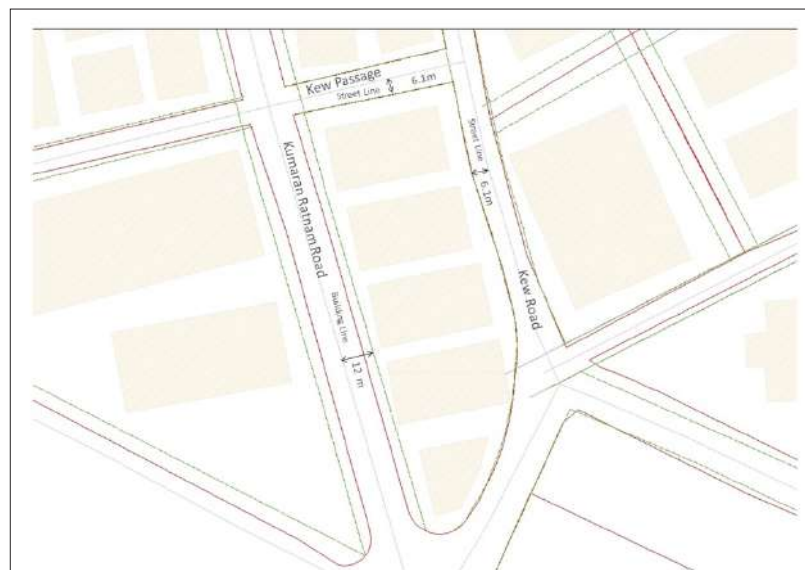 Kew Passage
Street Line
6.1m
Street Line
6.1m
Kumaran Ratnam Road
Building Line
12 m
Kew Road